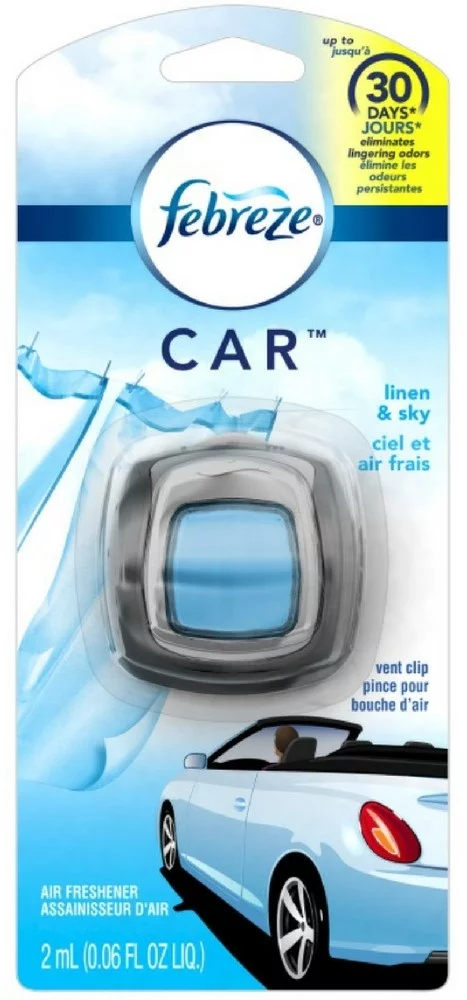 up to
jusqu'à
30
DAYS*
JOURS*
eliminates
lingering odors
élimine les
odeurs
persistantes
febreze®
CAR™
linen
& sky
ciel et
air frais
vent clip
pince pour
bouche d'air
AIR FRESHENER
ASSAINISSEUR D'AIR
2 mL (0.06 FL OZ LIQ.)